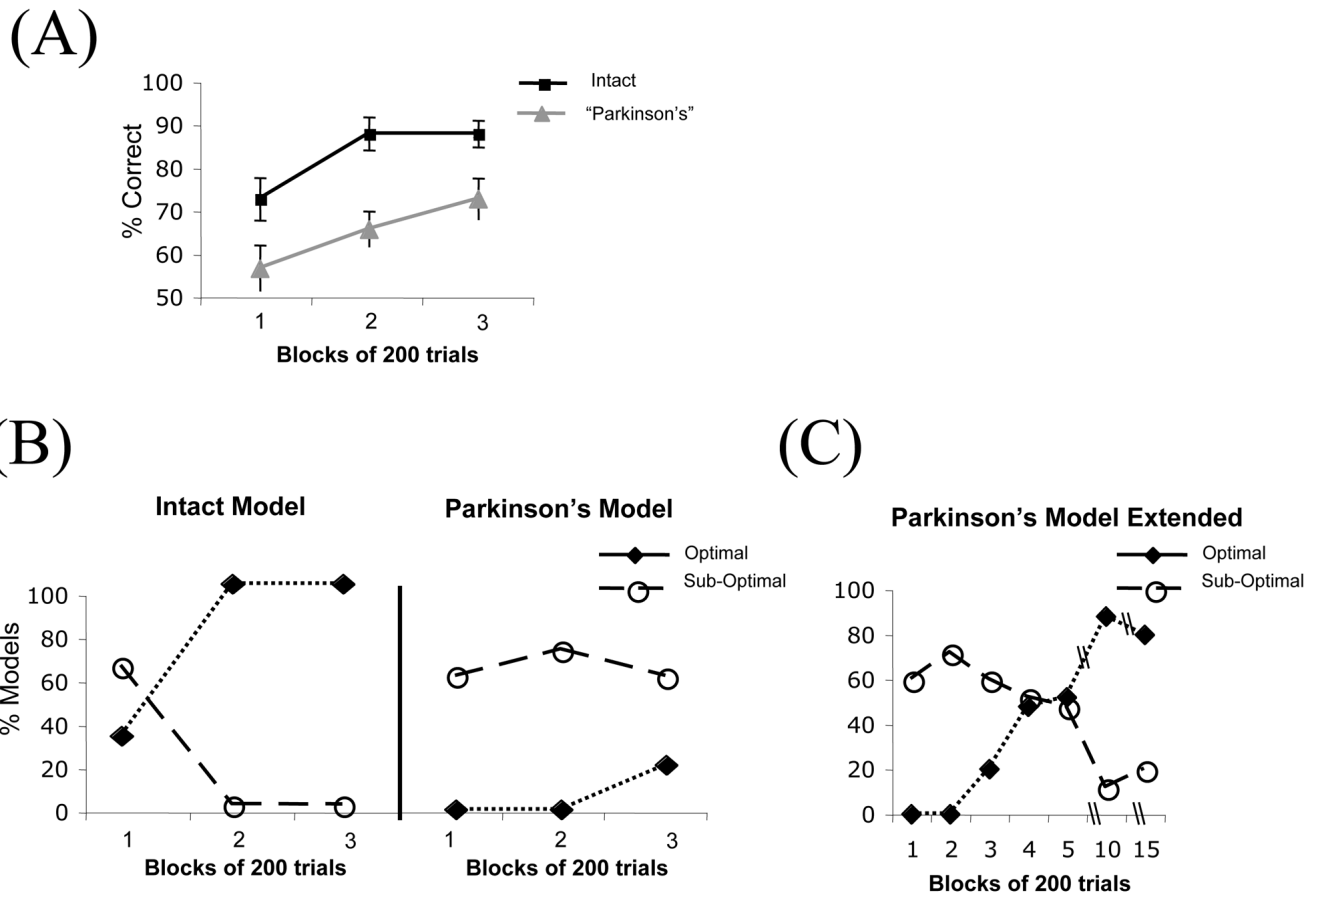 (A)
100
90
80
70
60
50
% Correct
Intact
“Parkinson’s”
1 2 3
Blocks of 200 trials
(B)
Intact Model
Parkinson’s Model
Optimal
Sub-Optimal
100
80
60
40
20
0
% Models
1 2 3
Blocks of 200 trials
1 2 3
Blocks of 200 trials
(C)
Parkinson’s Model Extended
Optimal
Sub-Optimal
100
80
60
40
20
0
1 2 3 4 5 10 15
Blocks of 200 trials